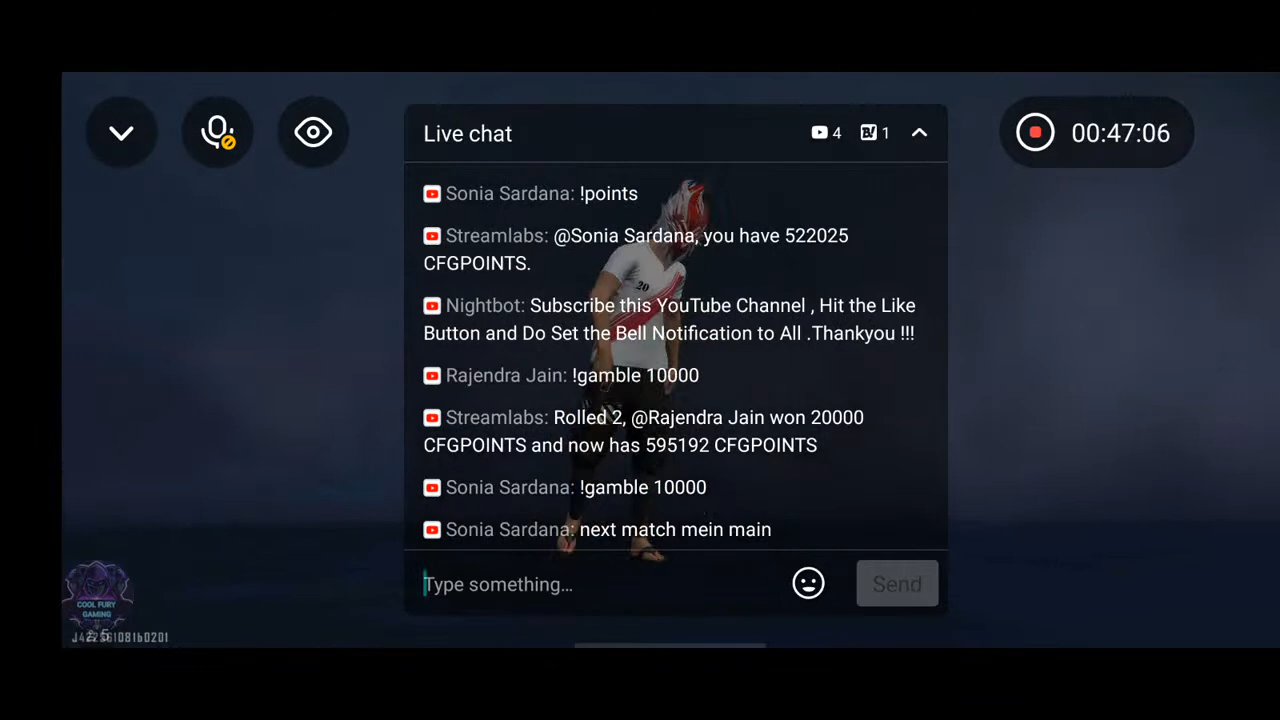 Live chat
4
1
00:47:06
Sonia Sardana: !points
Streamlabs: @Sonia Sardana, you have 522025
CFGPOINTS.
Nightbot: Subscribe this YouTube Channel , Hit the Like
Button and Do Set the Bell Notification to All .Thankyou !!!
Rajendra Jain: !gamble 10000
Streamlabs: Rolled 2, @Rajendra Jain won 20000
CFGPOINTS and now has 595192 CFGPOINTS
Sonia Sardana: !gamble 10000
Sonia Sardana: next match mein main
Type something...
Send
20
COOL FURY
GAMING